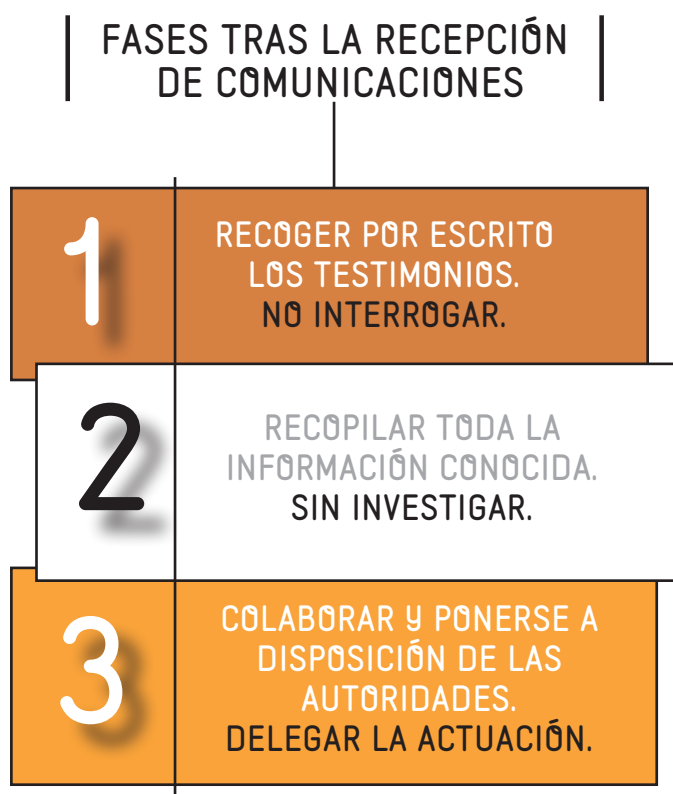 FASES TRAS LA RECEPCIÓN
DE COMUNICACIONES
1
RECOGER POR ESCRITO
LOS TESTIMONIOS.
NO INTERROGAR.
2
RECOPILAR TODA LA
INFORMACIÓN CONOCIDA.
SIN INVESTIGAR.
3
COLABORAR Y PONERSE A
DISPOSICIÓN DE LAS
AUTORIDADES.
DELEGAR LA ACTUACIÓN.